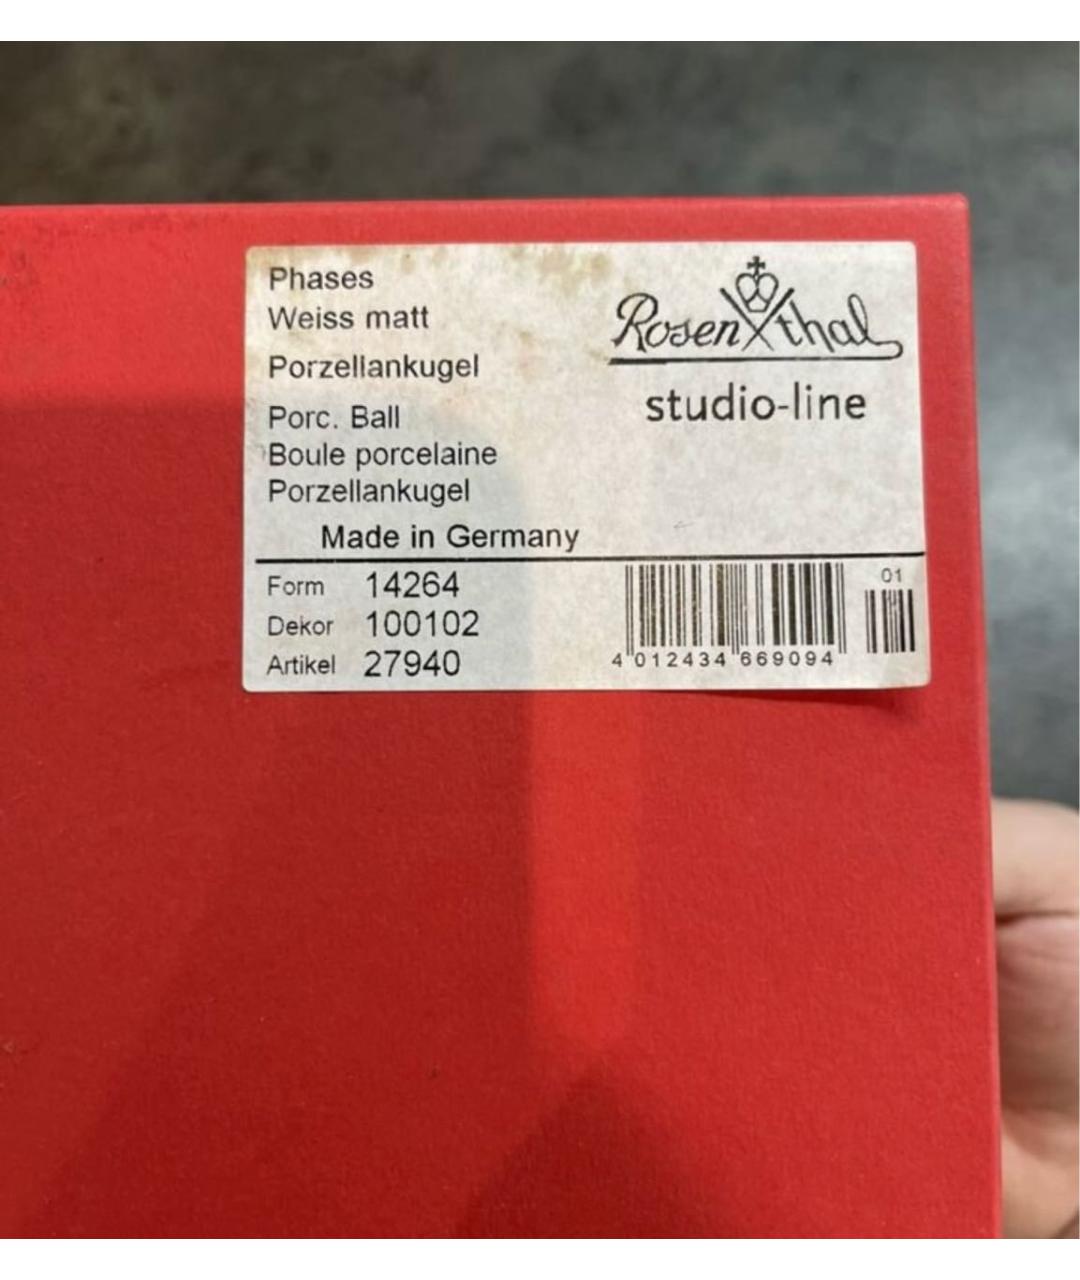 Phases
Weiss matt
Porzellankugel
Porc. Ball
Boule porcelaine
Porzellankugel
Made in Germany
Rosenthal
studio-line
Form 14264
Dekor 100102
Artikel 27940
01
4 012434 669094